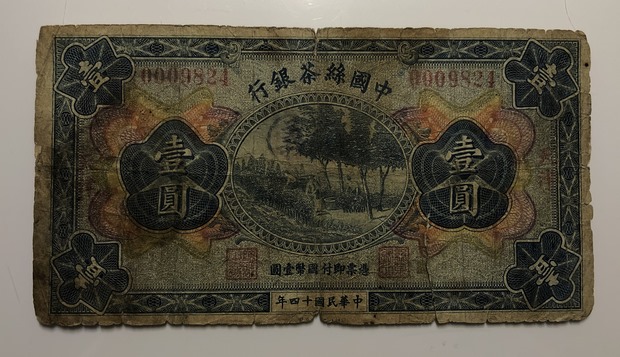 壹
壹
0009824
0009824
中國絲茶銀行
壹圓
壹圓
憑票即付國幣壹圓
壹
壹
中華民國十四年